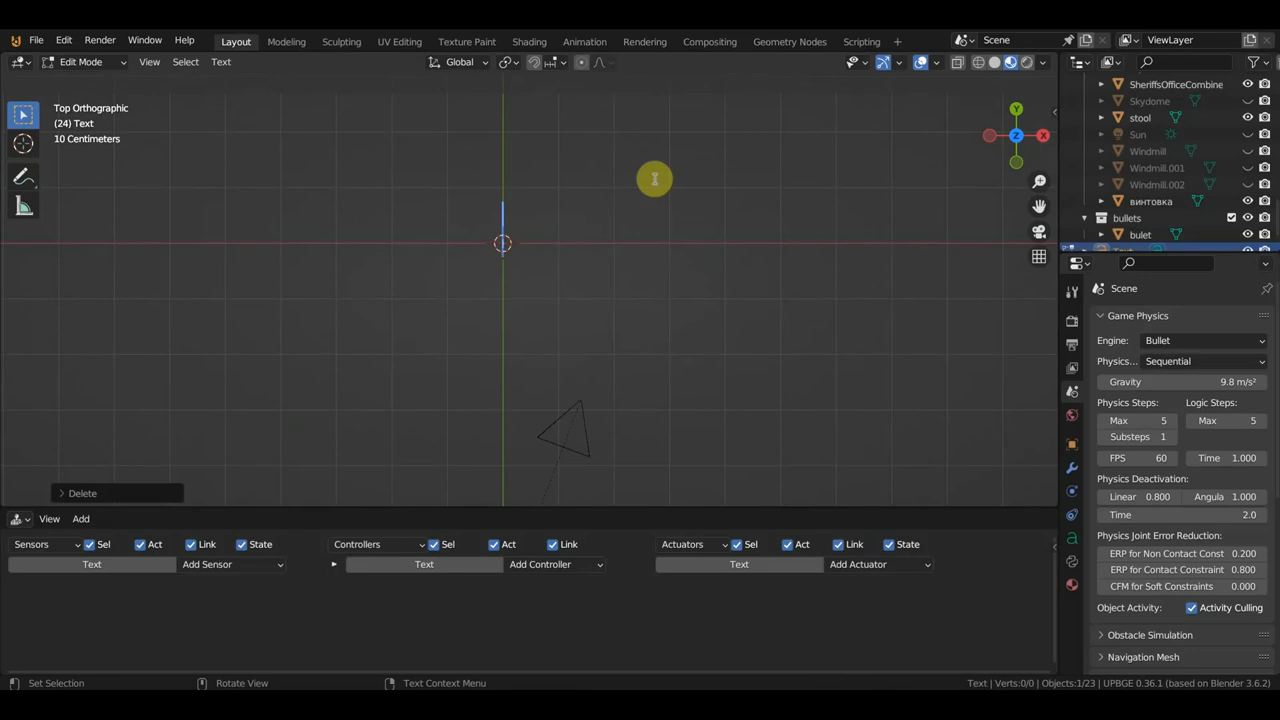 File Edit Render Window Help Layout Modeling Sculpting UV Editing Texture Paint Shading Animation Rendering Compositing Geometry Nodes Scripting + Scene ViewLayer
Edit Mode View Select Text Global
Top Orthographic
(24) Text
10 Centimeters
Y
X
Z
SheriffsOfficeCombine
Skydome
stool
Sun
Windmill
Windmill.001
Windmill.002
винтовка
bullets
bulet
Text
Scene
Game Physics
Engine: Bullet
Physics... Sequential
Gravity 9.8 m/s²
Physics Steps: Logic Steps:
Max 5 Max 5
Substeps 1
FPS 60 Time 1.000
Physics Deactivation:
Linear 0.800 Angula 1.000
Time 2.0
Physics Joint Error Reduction:
ERP for Non Contact Const 0.200
ERP for Contact Constraint 0.800
CFM for Soft Constraints 0.000
Object Activity: Activity Culling
Obstacle Simulation
Navigation Mesh
Delete
View Add
Sensors Sel Act Link State Controllers Sel Act Link Actuators Sel Act Link State
Text Add Sensor Text Add Controller Text Add Actuator
Set Selection Rotate View Text Context Menu Text | Verts:0/0 | Objects:1/23 | UPBGE 0.36.1 (based on Blender 3.6.2)